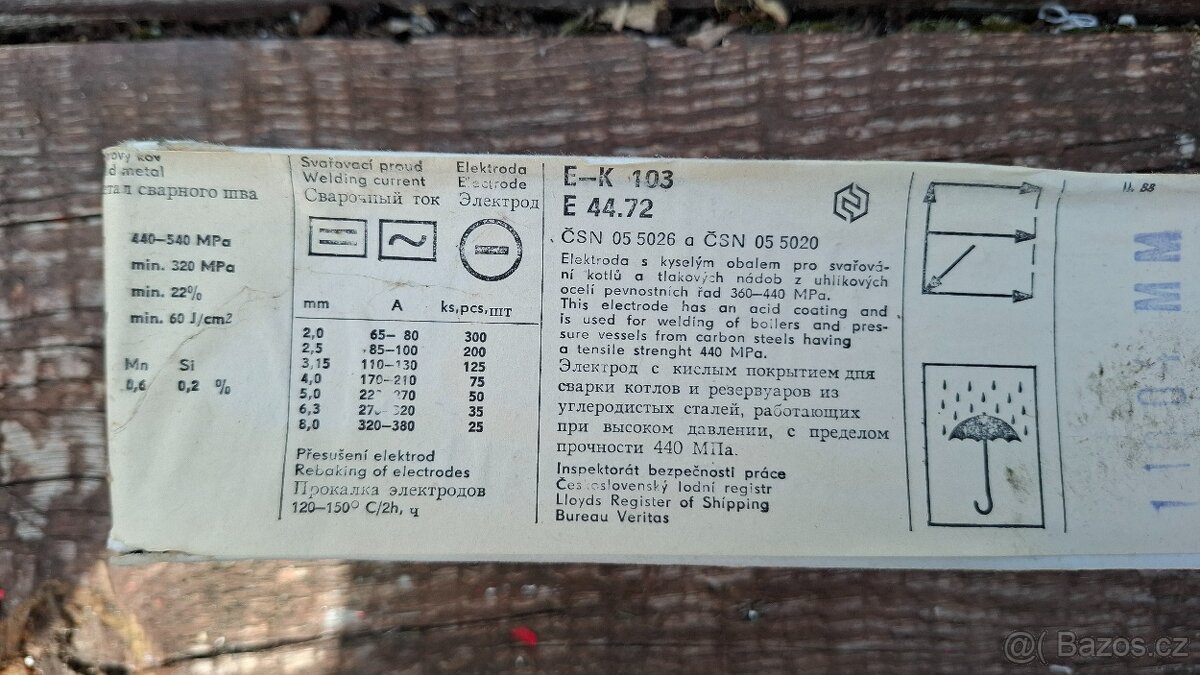 metal
сварного шва
440-540 MPa
min. 320 MPa
min. 22%
min. 60 J/cm²
Mn Si
0,6 0,2 %
Svařovací proud
Welding current
Сварочный ток
Elektroda
Electrode
Электрод
mm A ks,pcs,шт
2,0 65-80 300
2,5 85-100 200
3,15 110-130 125
4,0 170-210 75
5,0 50
6,3 35
8,0 320-380 25
Přesušení elektrod
Rebaking of electrodes
Прокалка электродов
120-150° C/2h, ч
E-K 103
E 44.72
ČSN 05 5026 a ČSN 05 5020
Elektroda s kyselým obalem pro svařová-
ní kotlů a tlakových nádob z uhlíkových
ocelí pevnostních řad 360-440 MPa.
This electrode has an acid coating and
is used for welding of boilers and pres-
sure vessels from carbon steels having
a tensile strenght 440 MPa.
Электрод с кислым покрытием для
сварки котлов и резервуаров из
углеродистых сталей, работающих
при высоком давлении, с пределом
прочности 440 МПа.
Inspektorát bezpečnosti práce
Československý lodní registr
Lloyds Register of Shipping
Bureau Veritas
MM
@( Bazos.cz